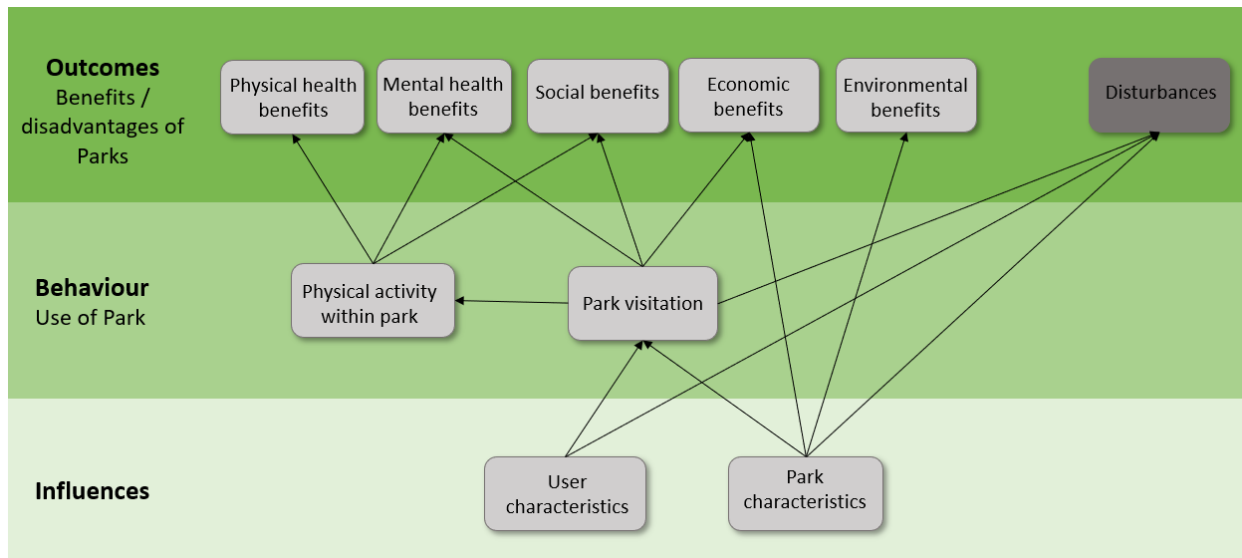 Outcomes
Benefits /
disadvantages of
Parks
Physical health
benefits
Mental health
benefits
Social benefits
Economic
benefits
Environmental
benefits
Disturbances
Behaviour
Use of Park
Physical activity
within park
Park visitation
Influences
User
characteristics
Park
characteristics